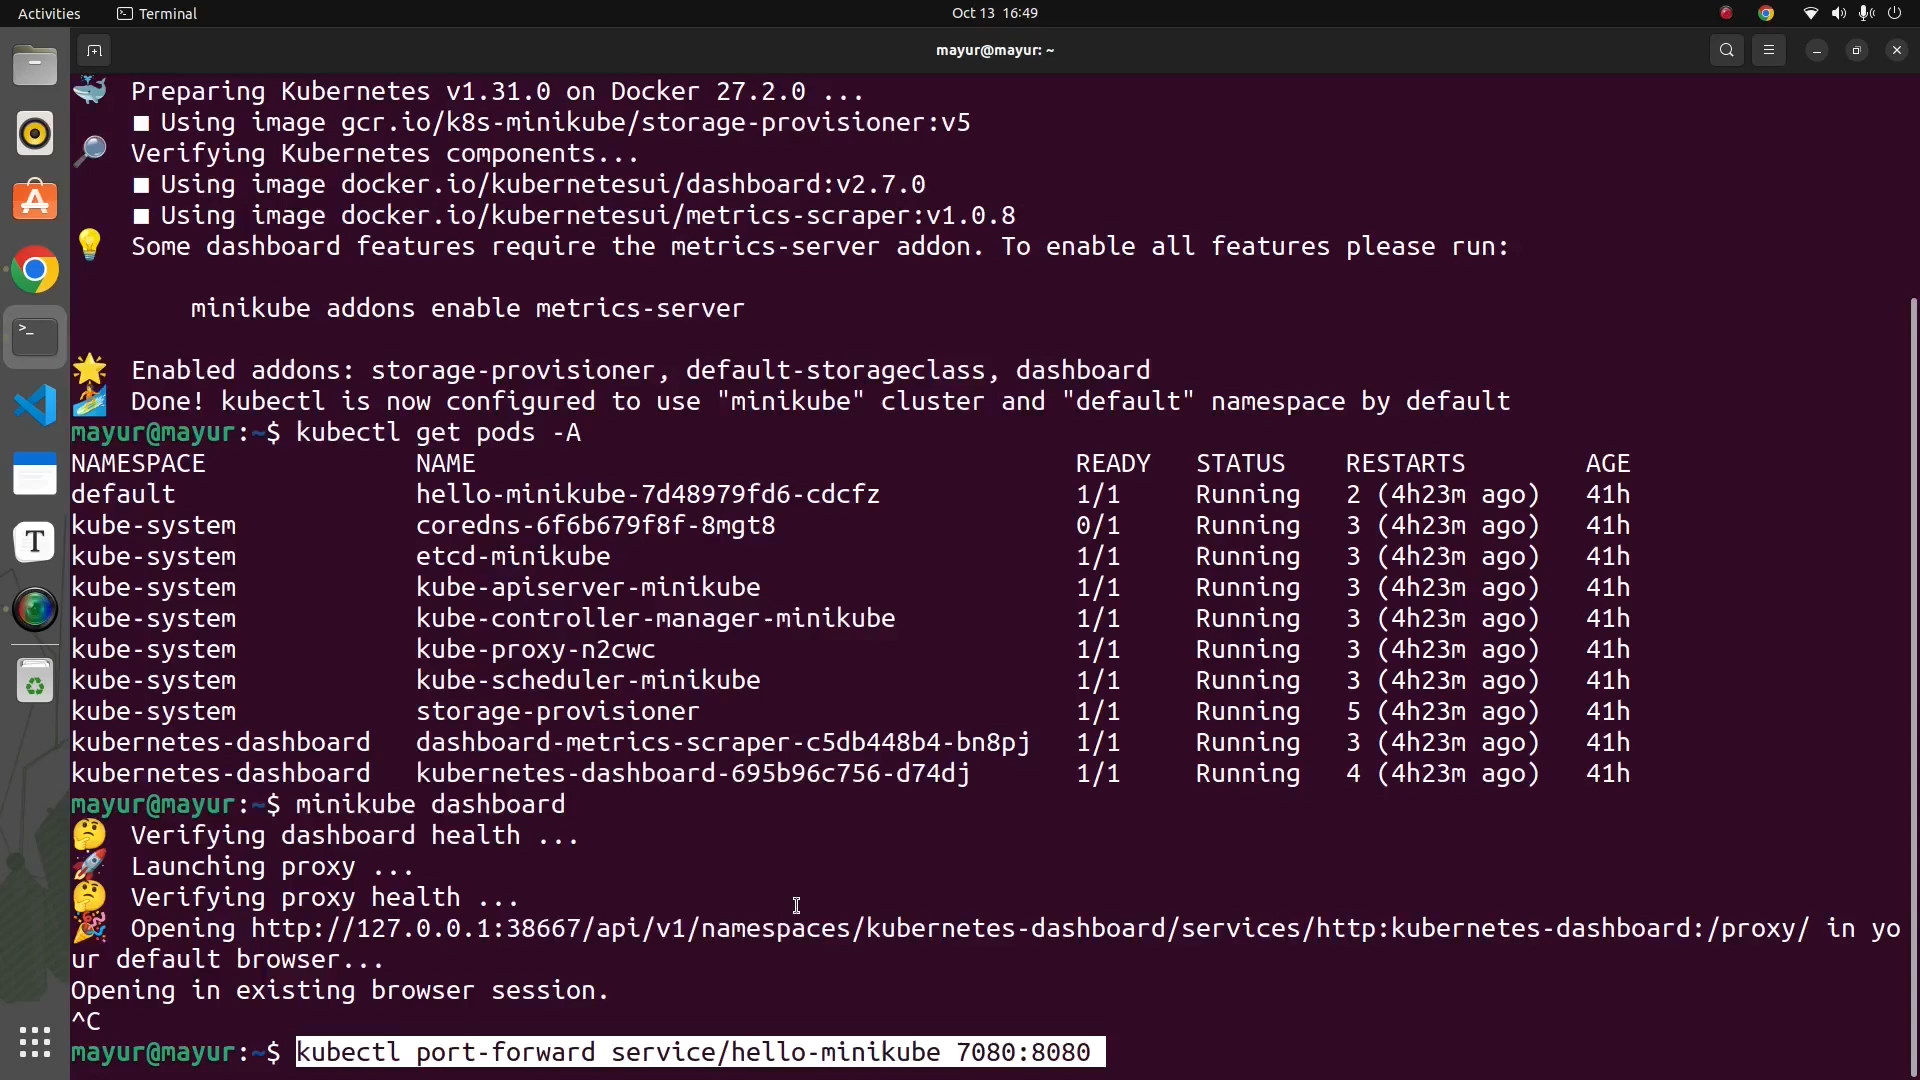 Activities Terminal Oct 13 16:49
mayur@mayur: ~
Preparing Kubernetes v1.31.0 on Docker 27.2.0 ...
■ Using image gcr.io/k8s-minikube/storage-provisioner:v5
Verifying Kubernetes components...
■ Using image docker.io/kubernetesui/dashboard:v2.7.0
■ Using image docker.io/kubernetesui/metrics-scraper:v1.0.8
Some dashboard features require the metrics-server addon. To enable all features please run:
minikube addons enable metrics-server
Enabled addons: storage-provisioner, default-storageclass, dashboard
Done! kubectl is now configured to use "minikube" cluster and "default" namespace by default
mayur@mayur:~$ kubectl get pods -A
NAMESPACE NAME READY STATUS RESTARTS AGE
default hello-minikube-7d48979fd6-cdcfz 1/1 Running 2 (4h23m ago) 41h
kube-system coredns-6f6b679f8f-8mgt8 0/1 Running 3 (4h23m ago) 41h
kube-system etcd-minikube 1/1 Running 3 (4h23m ago) 41h
kube-system kube-apiserver-minikube 1/1 Running 3 (4h23m ago) 41h
kube-system kube-controller-manager-minikube 1/1 Running 3 (4h23m ago) 41h
kube-system kube-proxy-n2cwc 1/1 Running 3 (4h23m ago) 41h
kube-system kube-scheduler-minikube 1/1 Running 3 (4h23m ago) 41h
kube-system storage-provisioner 1/1 Running 5 (4h23m ago) 41h
kubernetes-dashboard dashboard-metrics-scraper-c5db448b4-bn8pj 1/1 Running 3 (4h23m ago) 41h
kubernetes-dashboard kubernetes-dashboard-695b96c756-d74dj 1/1 Running 4 (4h23m ago) 41h
mayur@mayur:~$ minikube dashboard
Verifying dashboard health ...
Launching proxy ...
Verifying proxy health ...
Opening http://127.0.0.1:38667/api/v1/namespaces/kubernetes-dashboard/services/http:kubernetes-dashboard:/proxy/ in yo
ur default browser...
Opening in existing browser session.
^C
mayur@mayur:~$ kubectl port-forward service/hello-minikube 7080:8080